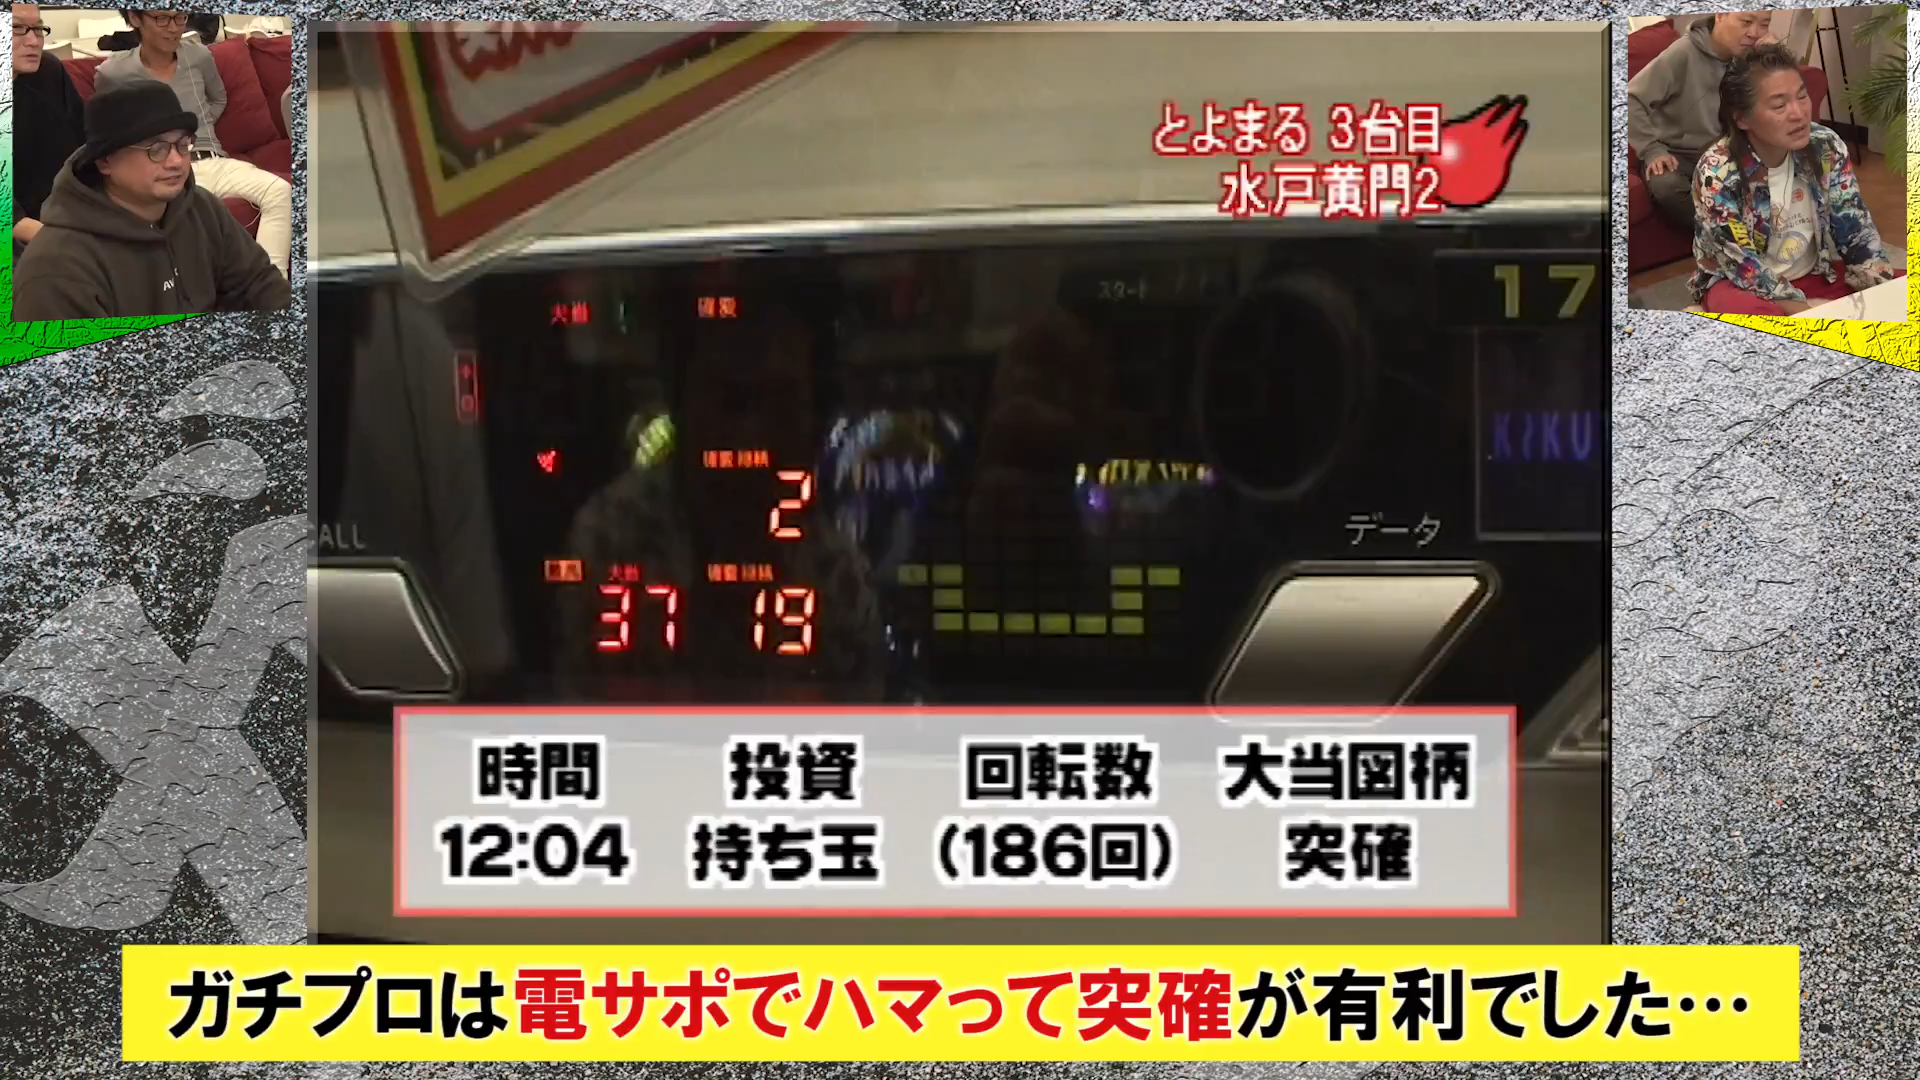 とよまる 3台目
水戸黄門2
スタート
17
大当
確変
KIKU
2
CALL
データ
大当
37
19
時間 投資 回転数 大当図柄
12:04 持ち玉 (186回) 突確
ガチプロは電サポでハマって突確が有利でした…